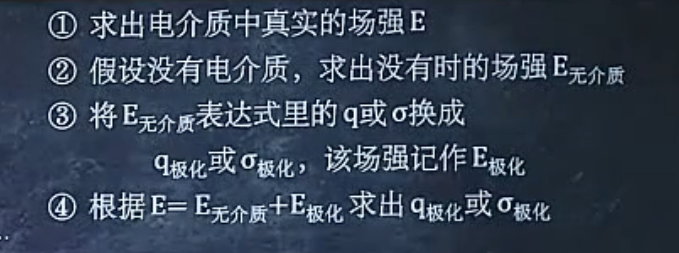 ① 求出电介质中真实的场强E
② 假设没有电介质，求出没有时的场强E无介质
③ 将E无介质表达式里的q或σ换成
q极化或σ极化，该场强记作E极化
④ 根据E= E无介质+E极化 求出 q极化或σ极化